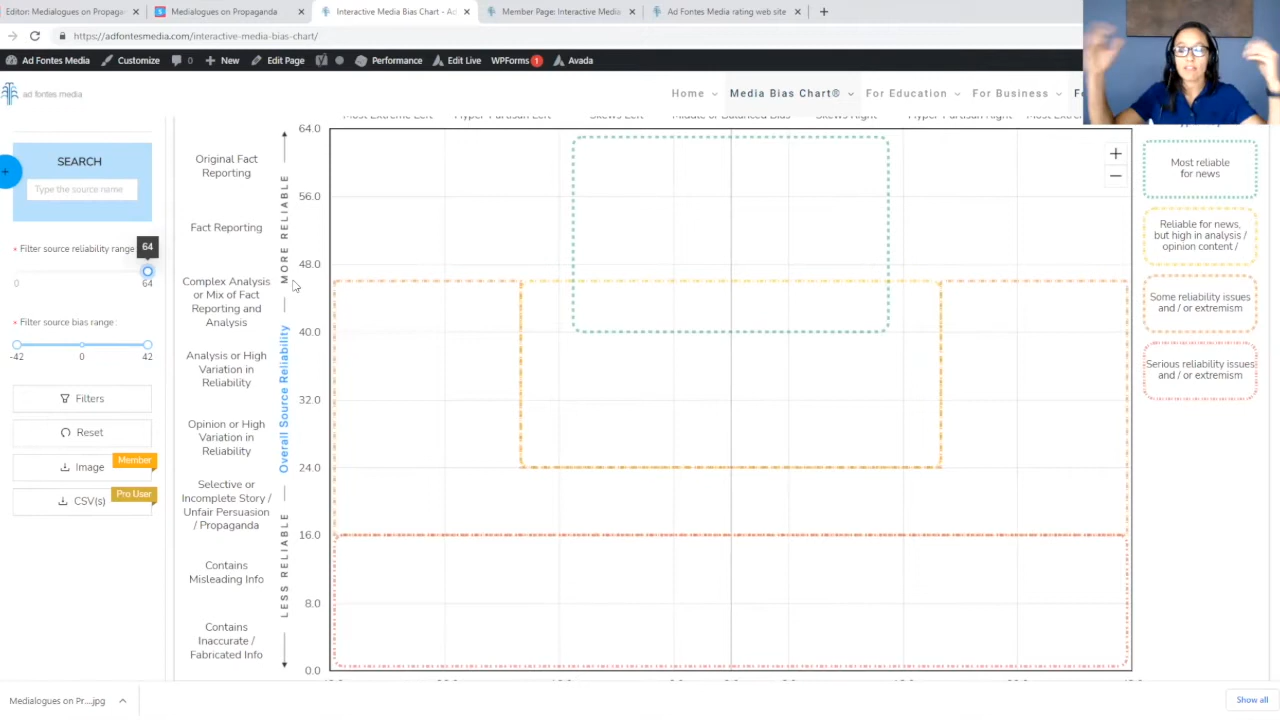 Editor: Medialogues on Propag
Medialogues on Propaganda
Interactive Media Bias Chart - Ad
Member Page: Interactive Media
Ad Fontes Media rating web site
https://adfontesmedia.com/interactive-media-bias-chart/
Ad Fontes Media
Customize
0
New
Edit Page
Performance
Edit Live
WPForms 1
Avada
ad fontes media
Home
Media Bias Chart®
For Education
For Business
Most Extreme Left
Hyper-Partisan Left
Skews Left
Middle or Balanced Bias
Skews Right
Hyper-Partisan Right
SEARCH
Type the source name
* Filter source reliability range:
64
0
64
* Filter source bias range:
-42
0
42
Filters
Reset
Image
Member
CSV(s)
Pro User
Original Fact
Reporting
Fact Reporting
Complex Analysis
or Mix of Fact
Reporting and
Analysis
Analysis or High
Variation in
Reliability
Opinion or High
Variation in
Reliability
Selective or
Incomplete Story /
Unfair Persuasion
/ Propaganda
Contains
Misleading Info
Contains
Inaccurate /
Fabricated Info
MORE RELIABLE
Overall Source Reliability
LESS RELIABLE
64.0
56.0
48.0
40.0
32.0
24.0
16.0
8.0
0.0
+
−
Most reliable
for news
Reliable for news,
but high in analysis /
opinion content /
Some reliability issues
and / or extremism
Serious reliability issues
and / or extremism
Medialogues on Pr....jpg
Show all